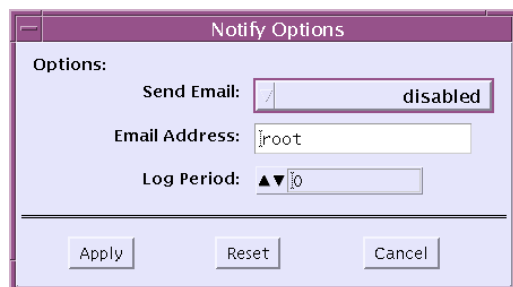 Notify Options
Options:
Send Email: disabled
Email Address: root
Log Period: 0
Apply Reset Cancel